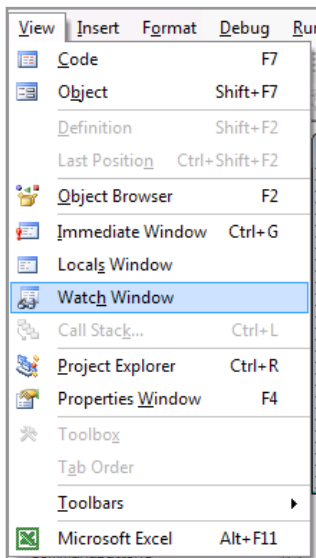 View Insert Format Debug Ru
Code F7
Object Shift+F7
Definition Shift+F2
Last Position Ctrl+Shift+F2
Object Browser F2
Immediate Window Ctrl+G
Locals Window
Watch Window
Call Stack... Ctrl+L
Project Explorer Ctrl+R
Properties Window F4
Toolbox
Tab Order
Toolbars
Microsoft Excel Alt+F11